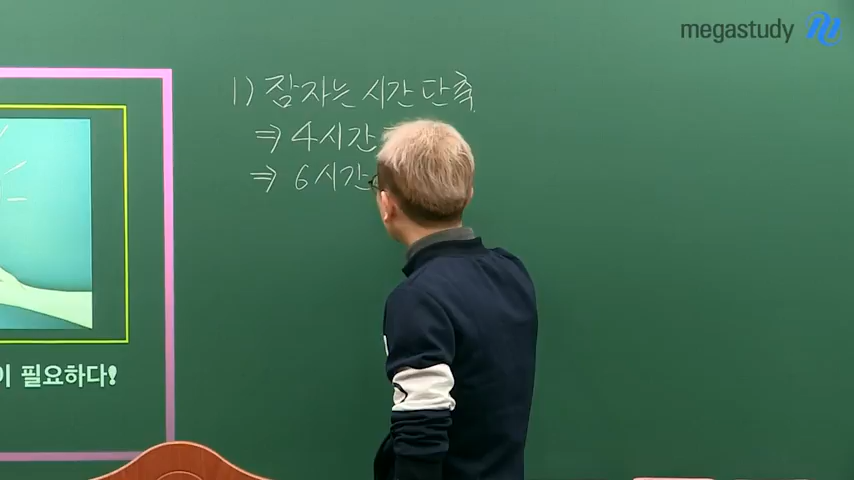 megastudy
1) 잠자는 시간 단축
⇒ 4시간
⇒ 6시간
필요하다!